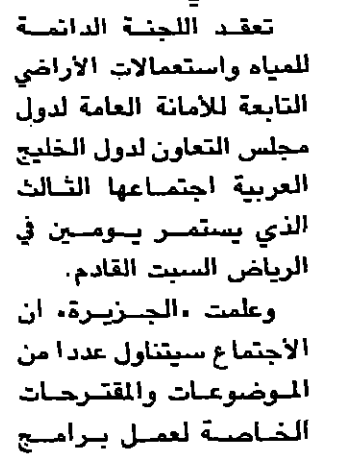 تعقد اللجنة الدائمة
للمياه واستعمالات الأراضي
التابعة للأمانة العامة لدول
مجلس التعاون لدول الخليج
العربية اجتماعها الثالث
الذي يستمر يومين في
الرياض السبت القادم.
وعلمت «الجزيرة» ان
الاجتماع سيتناول عددا من
الموضوعات والمقترحات
الخاصة لعمل برامج